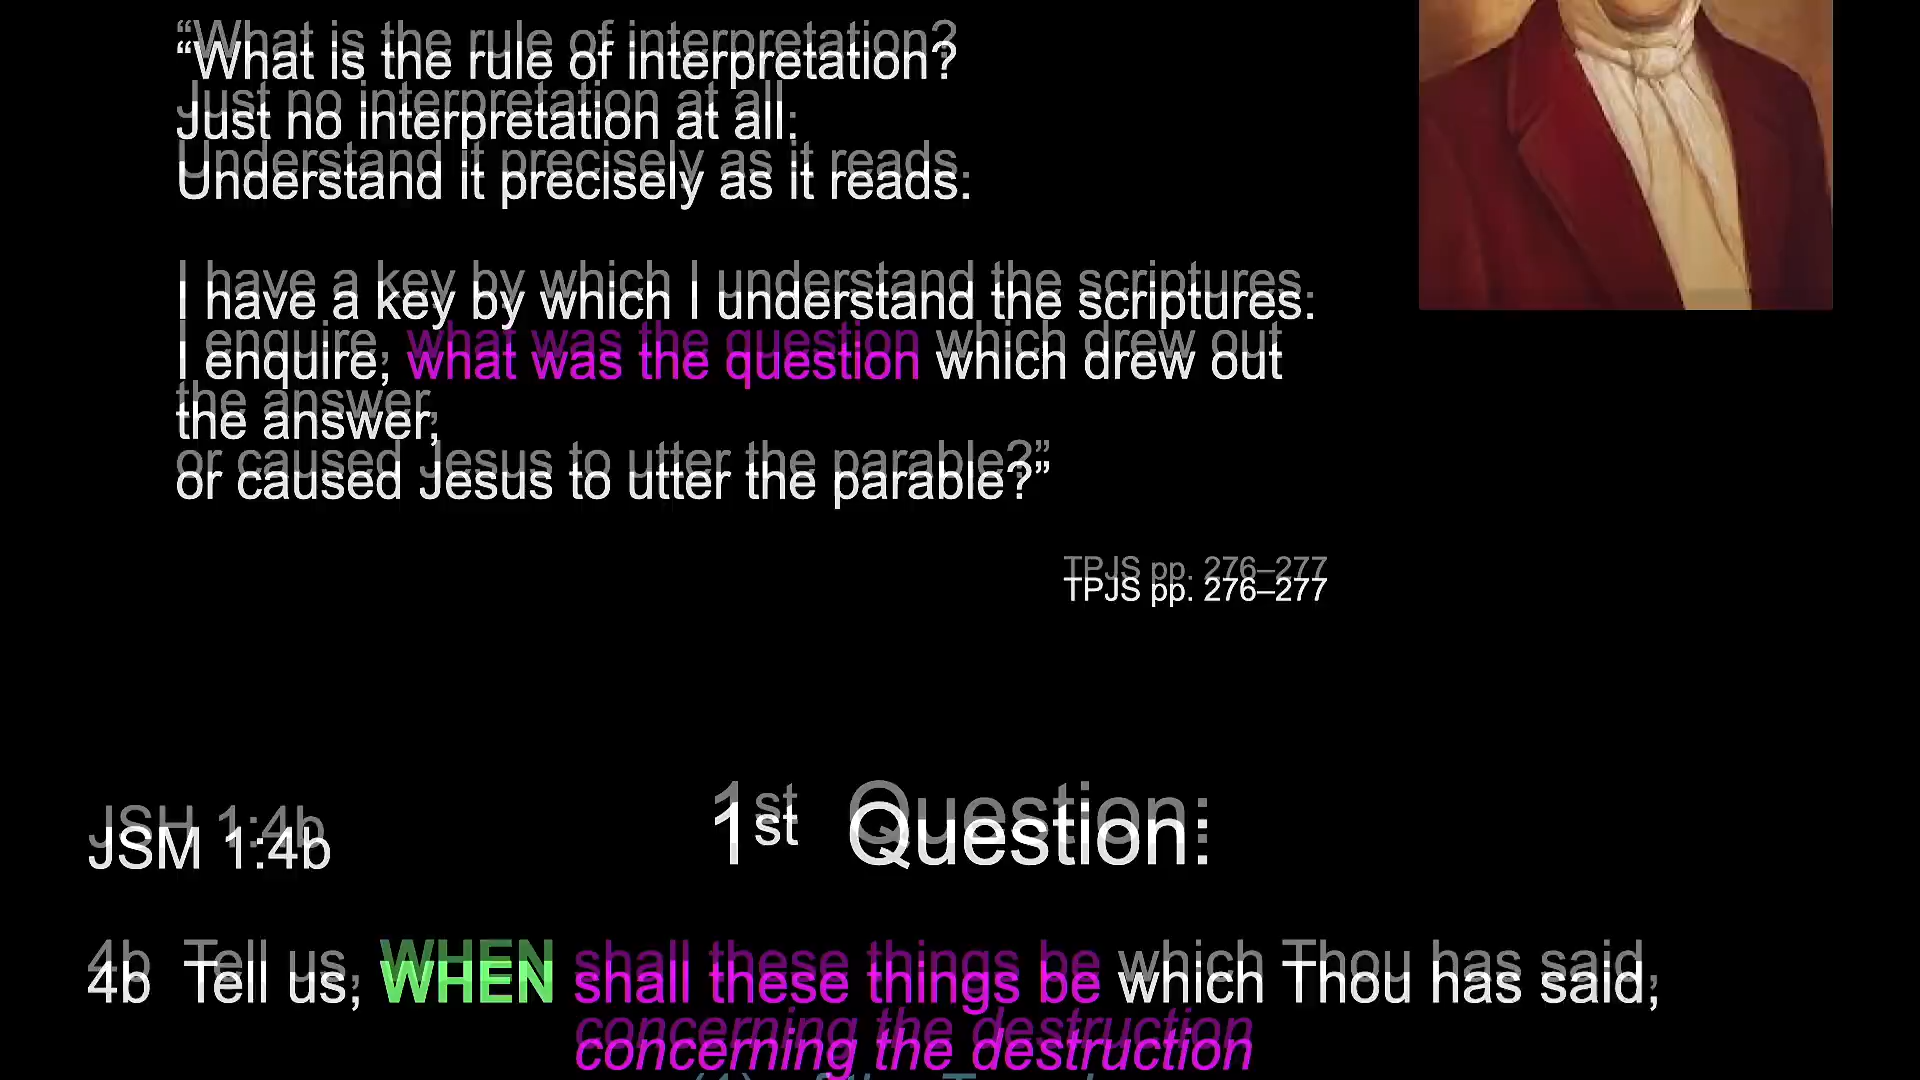 “What is the rule of interpretation?
Just no interpretation at all.
Understand it precisely as it reads.
I have a key by which I understand the scriptures.
I enquire, what was the question which drew out
the answer,
or caused Jesus to utter the parable?”
TPJS pp. 276–277
1st Question:
JSM 1:4b
4b Tell us, WHEN shall these things be which Thou has said,
concerning the destruction